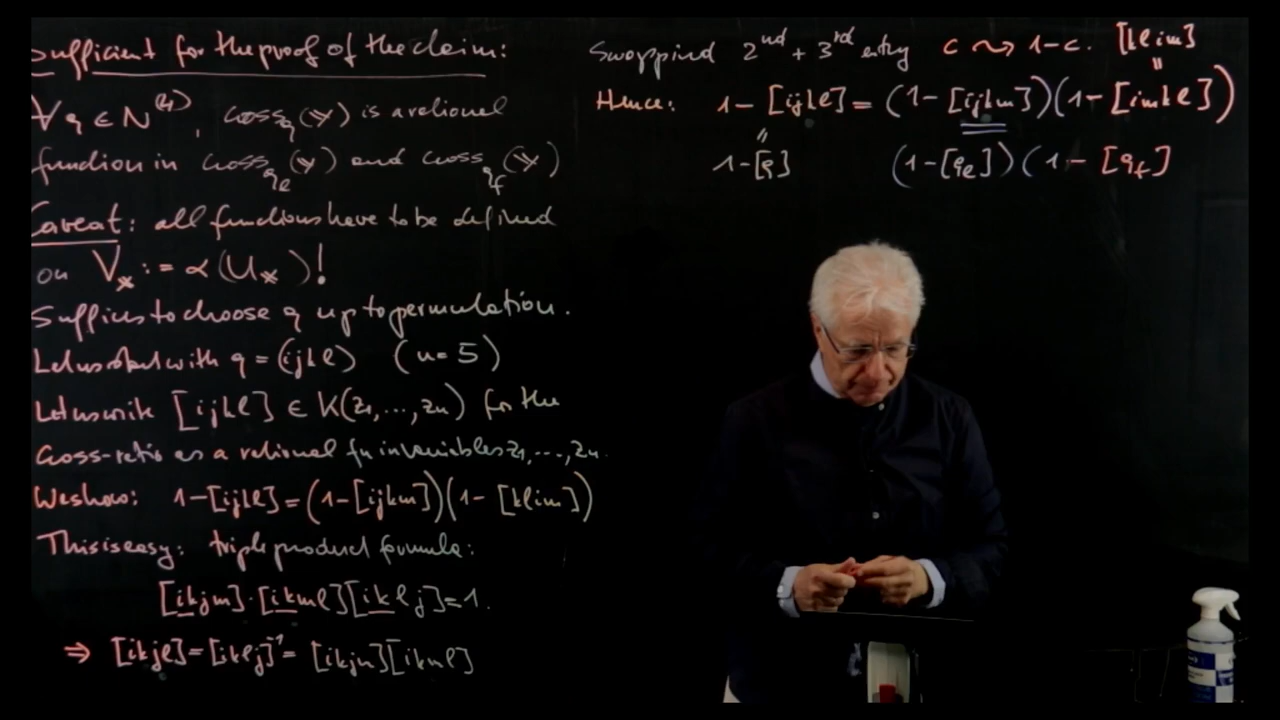 Sufficient for the proof of the claim:
∀ q ∈ N^(4), cross_q(x) is a rational
function in cross_{q_e}(x) and cross_{q_f}(x)
Caveat: all functions have to be defined
on V_x := α(U_x)!
Suffices to choose q up to permutation.
Let us start with q = (ijkl) (n=5)
Let us write [ijkl] ∈ K(z_1,...,z_n) for the
cross-ratio as a rational fn in variables z_1,...,z_n.
We show: 1-[ijkl] = (1-[ijkm])(1-[klim])
This is easy: triple product formula:
[ikjm]·[ikml][iklj]=1.
⇒ [ikjl]=[iklj]^{-1}=[ikjm][ikml]
Swappind 2nd + 3rd entry c ⇝ 1-c. [klim]
=
Hence: 1-[ijkl]=(1-[ijkm])(1-[imkl])
=
1-[q] (1-[q_e])(1-[q_f]